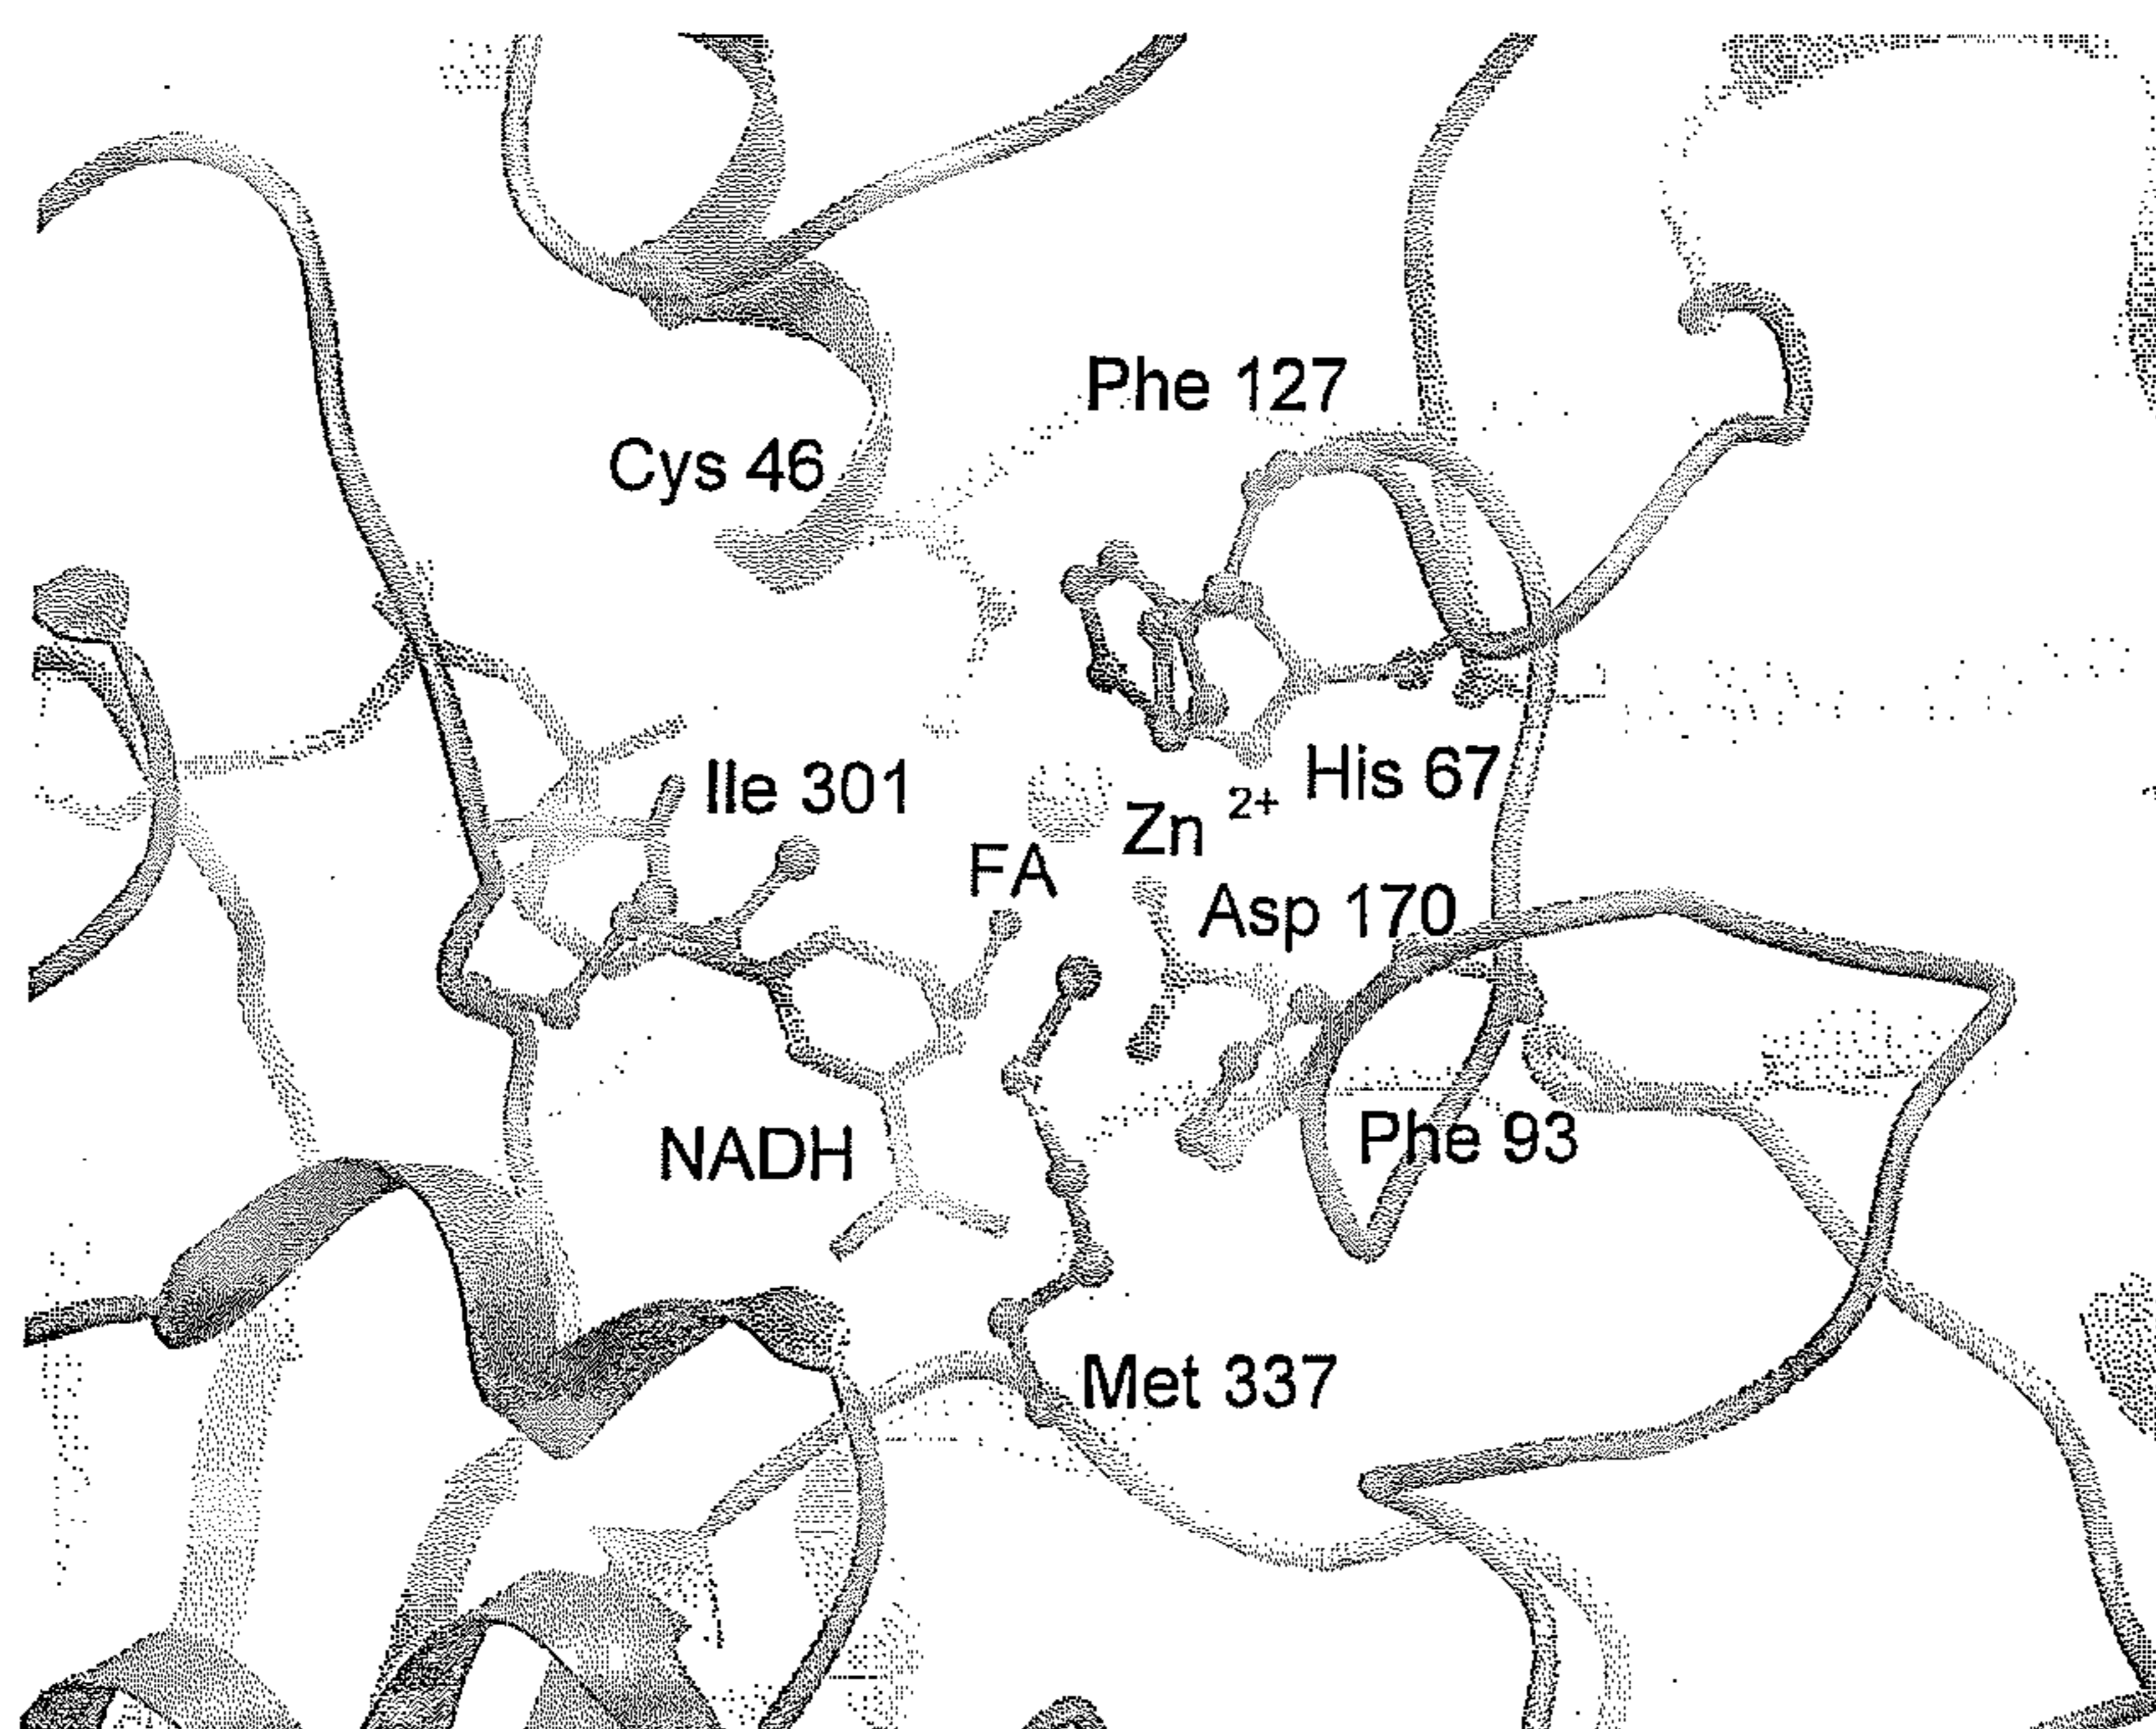 Phe 127
Cys 46
Ile 301
His 67
Zn 2+
FA
Asp 170
NADH
Phe 93
Met 337